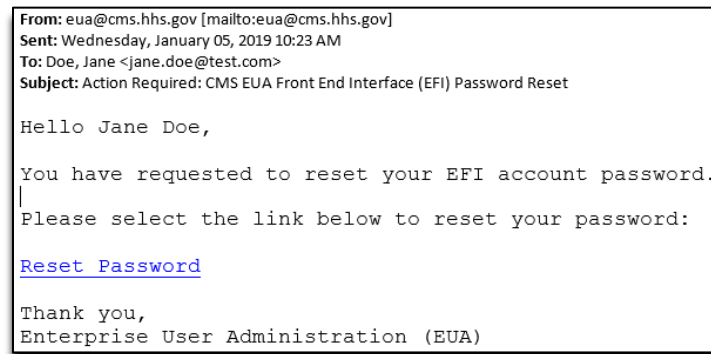 From: eua@cms.hhs.gov [mailto:eua@cms.hhs.gov]
Sent: Wednesday, January 05, 2019 10:23 AM
To: Doe, Jane <jane.doe@test.com>
Subject: Action Required: CMS EUA Front End Interface (EFI) Password Reset
Hello Jane Doe,
You have requested to reset your EFI account password.
Please select the link below to reset your password:
Reset Password
Thank you,
Enterprise User Administration (EUA)